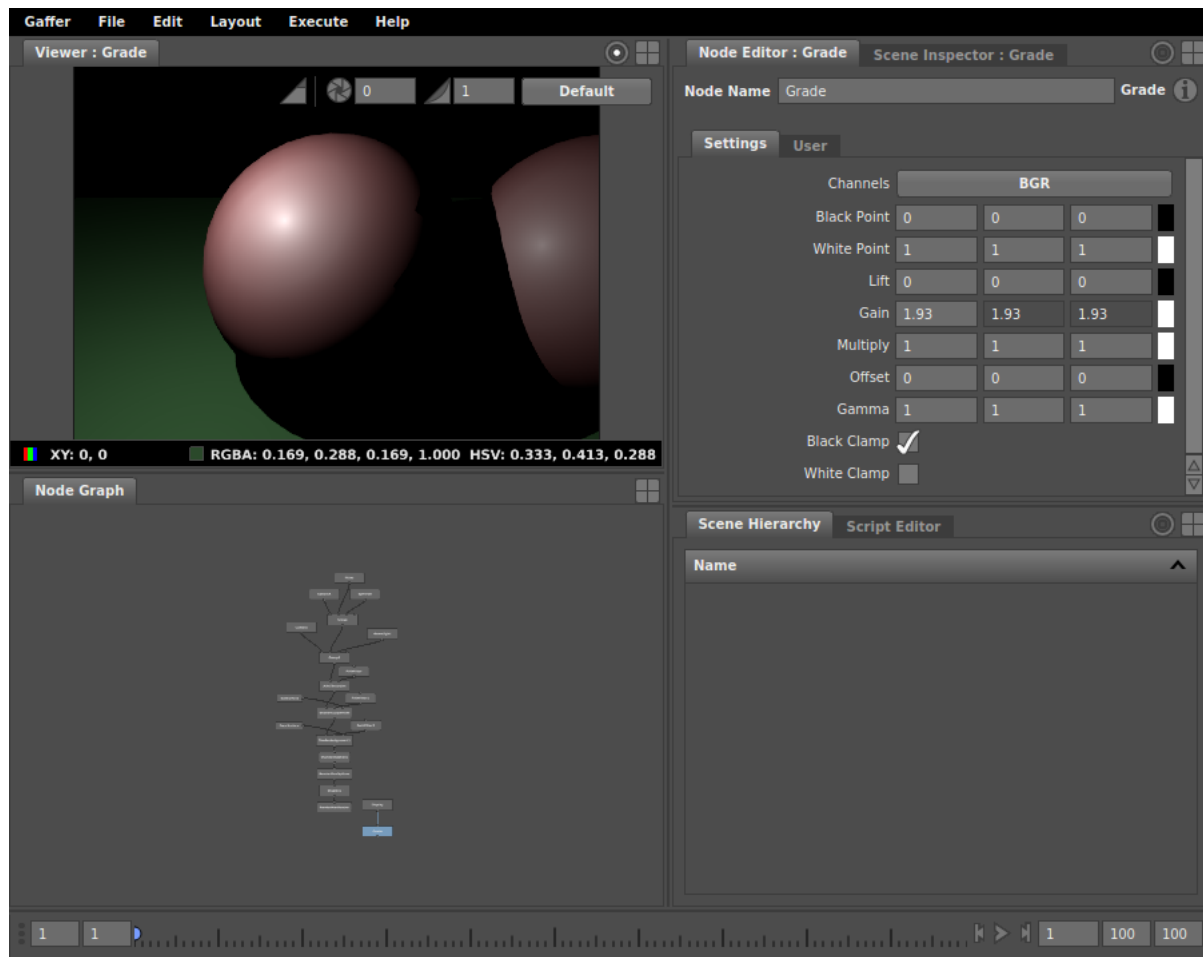 Gaffer File Edit Layout Execute Help
Viewer : Grade
0 1 Default
XY: 0, 0 RGBA: 0.169, 0.288, 0.169, 1.000 HSV: 0.333, 0.413, 0.288
Node Graph
Node Editor : Grade Scene Inspector : Grade
Node Name Grade Grade
Settings User
Channels BGR
Black Point 0 0 0
White Point 1 1 1
Lift 0 0 0
Gain 1.93 1.93 1.93
Multiply 1 1 1
Offset 0 0 0
Gamma 1 1 1
Black Clamp
White Clamp
Scene Hierarchy Script Editor
Name
1 1 1 100 100